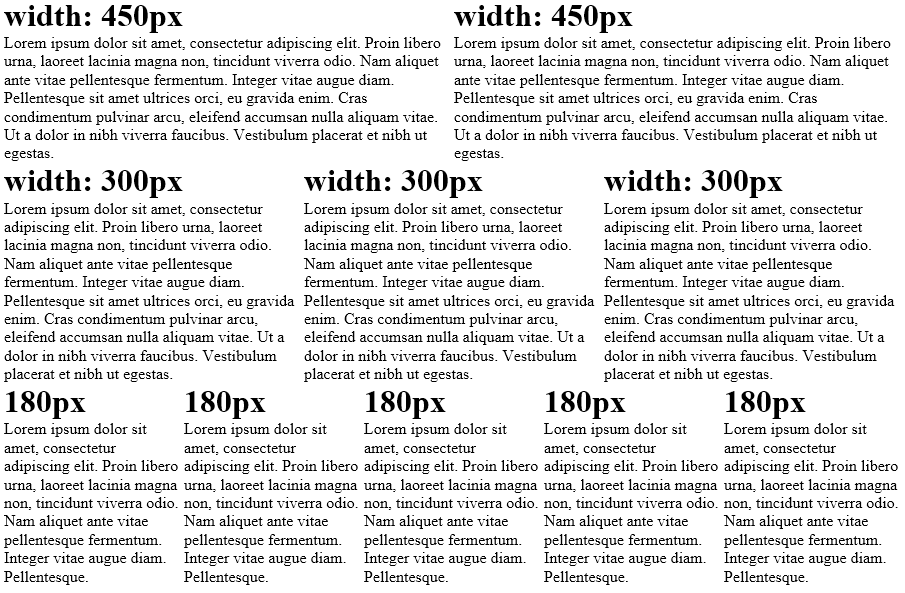 width: 450px
Lorem ipsum dolor sit amet, consectetur adipiscing elit. Proin libero
urna, laoreet lacinia magna non, tincidunt viverra odio. Nam aliquet
ante vitae pellentesque fermentum. Integer vitae augue diam.
Pellentesque sit amet ultrices orci, eu gravida enim. Cras
condimentum pulvinar arcu, eleifend accumsan nulla aliquam vitae.
Ut a dolor in nibh viverra faucibus. Vestibulum placerat et nibh ut
egestas.
width: 450px
Lorem ipsum dolor sit amet, consectetur adipiscing elit. Proin libero
urna, laoreet lacinia magna non, tincidunt viverra odio. Nam aliquet
ante vitae pellentesque fermentum. Integer vitae augue diam.
Pellentesque sit amet ultrices orci, eu gravida enim. Cras
condimentum pulvinar arcu, eleifend accumsan nulla aliquam vitae.
Ut a dolor in nibh viverra faucibus. Vestibulum placerat et nibh ut
egestas.
width: 300px
Lorem ipsum dolor sit amet, consectetur
adipiscing elit. Proin libero urna, laoreet
lacinia magna non, tincidunt viverra odio.
Nam aliquet ante vitae pellentesque
fermentum. Integer vitae augue diam.
Pellentesque sit amet ultrices orci, eu gravida
enim. Cras condimentum pulvinar arcu,
eleifend accumsan nulla aliquam vitae. Ut a
dolor in nibh viverra faucibus. Vestibulum
placerat et nibh ut egestas.
width: 300px
Lorem ipsum dolor sit amet, consectetur
adipiscing elit. Proin libero urna, laoreet
lacinia magna non, tincidunt viverra odio.
Nam aliquet ante vitae pellentesque
fermentum. Integer vitae augue diam.
Pellentesque sit amet ultrices orci, eu gravida
enim. Cras condimentum pulvinar arcu,
eleifend accumsan nulla aliquam vitae. Ut a
dolor in nibh viverra faucibus. Vestibulum
placerat et nibh ut egestas.
width: 300px
Lorem ipsum dolor sit amet, consectetur
adipiscing elit. Proin libero urna, laoreet
lacinia magna non, tincidunt viverra odio.
Nam aliquet ante vitae pellentesque
fermentum. Integer vitae augue diam.
Pellentesque sit amet ultrices orci, eu gravida
enim. Cras condimentum pulvinar arcu,
eleifend accumsan nulla aliquam vitae. Ut a
dolor in nibh viverra faucibus. Vestibulum
placerat et nibh ut egestas.
180px
Lorem ipsum dolor sit
amet, consectetur
adipiscing elit. Proin libero
urna, laoreet lacinia magna
non, tincidunt viverra odio.
Nam aliquet ante vitae
pellentesque fermentum.
Integer vitae augue diam.
Pellentesque.
180px
Lorem ipsum dolor sit
amet, consectetur
adipiscing elit. Proin libero
urna, laoreet lacinia magna
non, tincidunt viverra odio.
Nam aliquet ante vitae
pellentesque fermentum.
Integer vitae augue diam.
Pellentesque.
180px
Lorem ipsum dolor sit
amet, consectetur
adipiscing elit. Proin libero
urna, laoreet lacinia magna
non, tincidunt viverra odio.
Nam aliquet ante vitae
pellentesque fermentum.
Integer vitae augue diam.
Pellentesque.
180px
Lorem ipsum dolor sit
amet, consectetur
adipiscing elit. Proin libero
urna, laoreet lacinia magna
non, tincidunt viverra odio.
Nam aliquet ante vitae
pellentesque fermentum.
Integer vitae augue diam.
Pellentesque.
180px
Lorem ipsum dolor sit
amet, consectetur
adipiscing elit. Proin libero
urna, laoreet lacinia magna
non, tincidunt viverra odio.
Nam aliquet ante vitae
pellentesque fermentum.
Integer vitae augue diam.
Pellentesque.